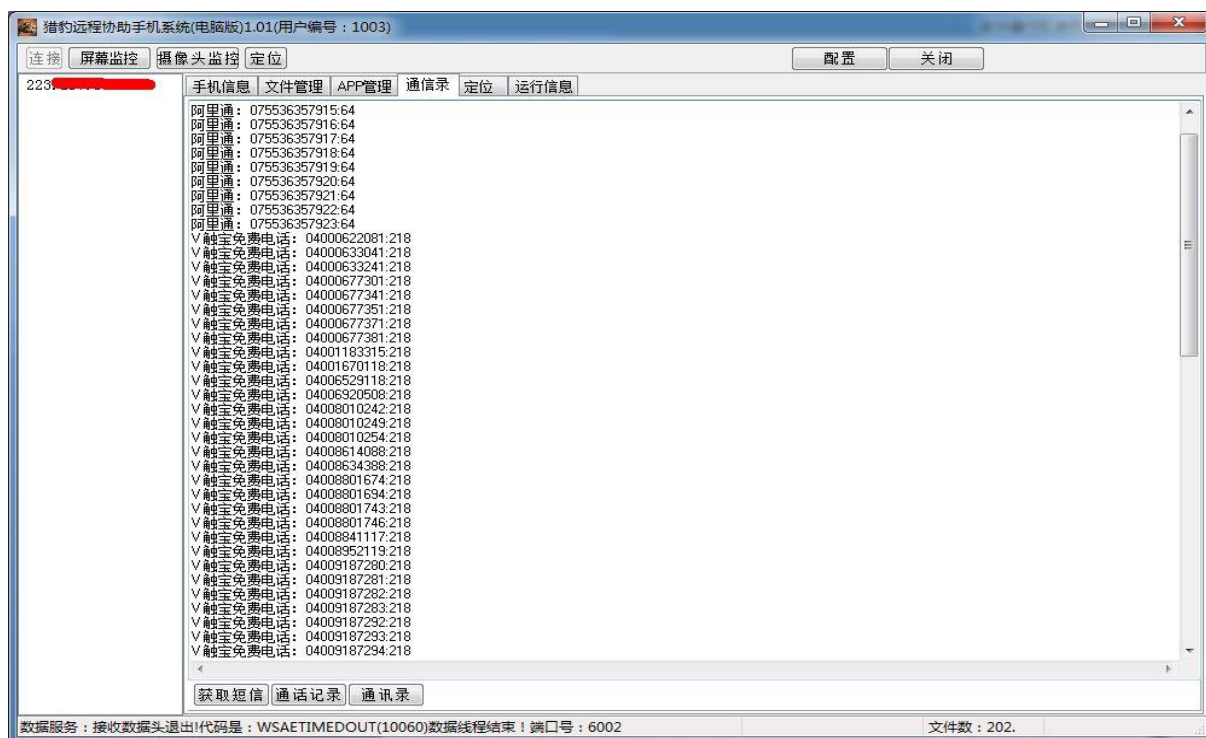 猎豹远程协助手机系统(电脑版)1.01(用户编号：1003)
连接 屏幕监控 摄像头监控 定位 配置 关闭
223.
手机信息 文件管理 APP管理 通信录 定位 运行信息
阿里通：075536357915:64
阿里通：075536357916:64
阿里通：075536357917:64
阿里通：075536357918:64
阿里通：075536357919:64
阿里通：075536357920:64
阿里通：075536357921:64
阿里通：075536357922:64
阿里通：075536357923:64
V触宝免费电话：04000622081:218
V触宝免费电话：04000633041:218
V触宝免费电话：04000633241:218
V触宝免费电话：04000677301:218
V触宝免费电话：04000677341:218
V触宝免费电话：04000677351:218
V触宝免费电话：04000677371:218
V触宝免费电话：04000677381:218
V触宝免费电话：04001183315:218
V触宝免费电话：04001670118:218
V触宝免费电话：04006529118:218
V触宝免费电话：04006920508:218
V触宝免费电话：04008010242:218
V触宝免费电话：04008010249:218
V触宝免费电话：04008010254:218
V触宝免费电话：04008614088:218
V触宝免费电话：04008634388:218
V触宝免费电话：04008801674:218
V触宝免费电话：04008801694:218
V触宝免费电话：04008801743:218
V触宝免费电话：04008801746:218
V触宝免费电话：04008841117:218
V触宝免费电话：04008952119:218
V触宝免费电话：04009187280:218
V触宝免费电话：04009187281:218
V触宝免费电话：04009187282:218
V触宝免费电话：04009187283:218
V触宝免费电话：04009187292:218
V触宝免费电话：04009187293:218
V触宝免费电话：04009187294:218
获取短信 通话记录 通讯录
数据服务：接收数据头退出!代码是：WSAETIMEDOUT(10060)数据线程结束！端口号：6002 文件数：202.